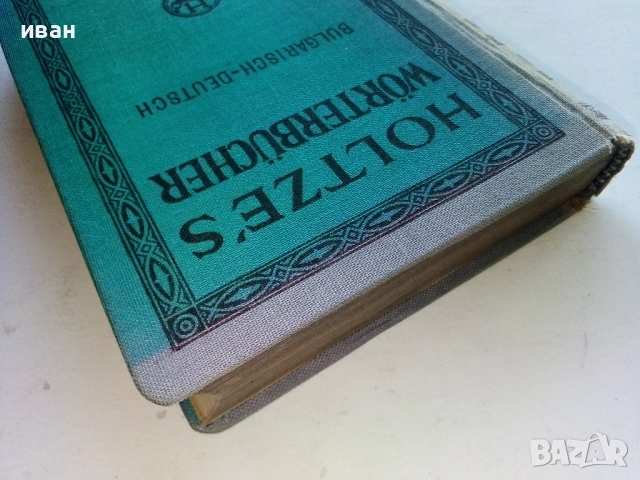 HOLTZE'S
WÖRTERBÜCHER
BULGARISCH-DEUTSCH
иван
BAZAR